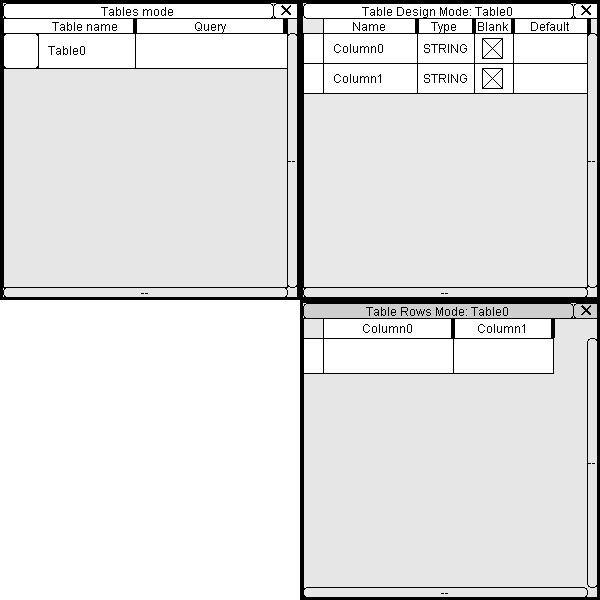 Tables mode
Table name Query
Table0
--
--
Table Design Mode: Table0
Name Type Blank Default
Column0 STRING
Column1 STRING
--
--
Table Rows Mode: Table0
Column0 Column1
--
--